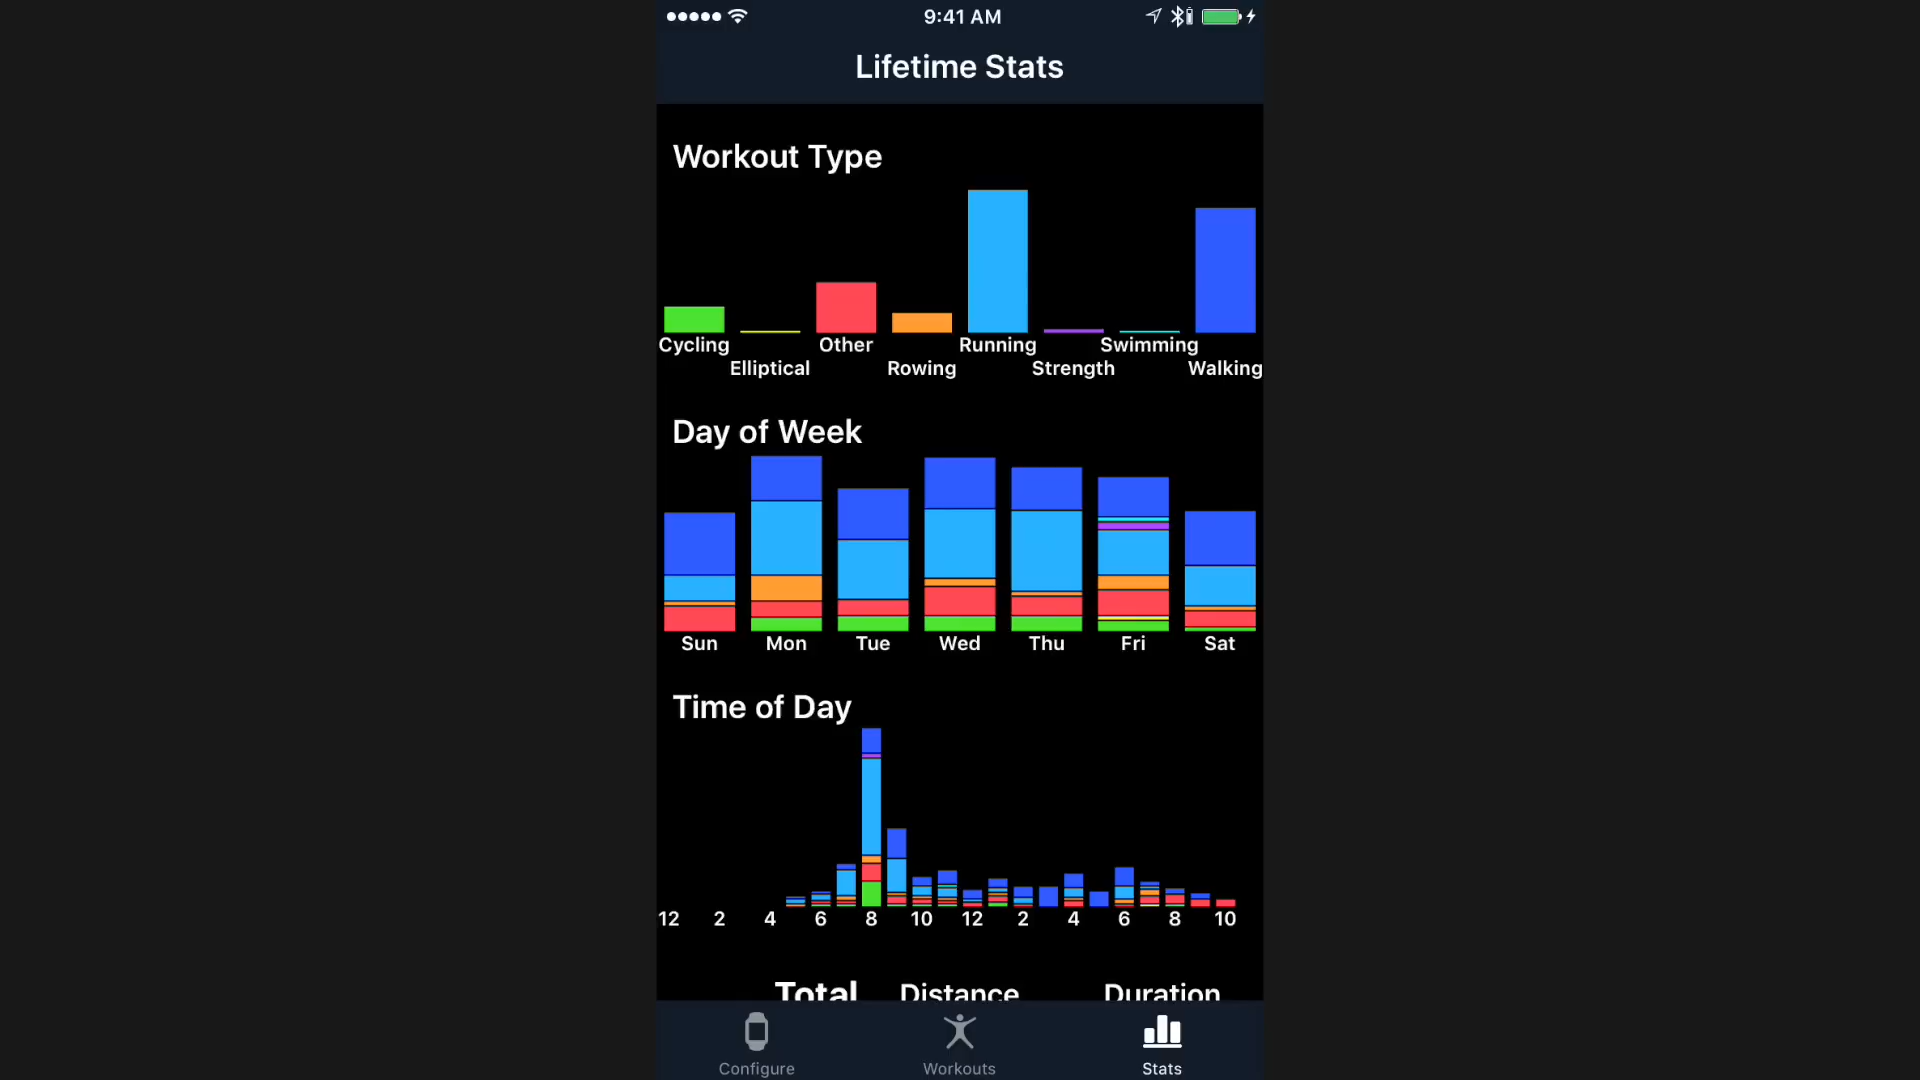 9:41 AM
Lifetime Stats
Workout Type
Cycling Other Running Swimming
Elliptical Rowing Strength Walking
Day of Week
Sun Mon Tue Wed Thu Fri Sat
Time of Day
12 2 4 6 8 10 12 2 4 6 8 10
Total Distance Duration
Configure Workouts Stats